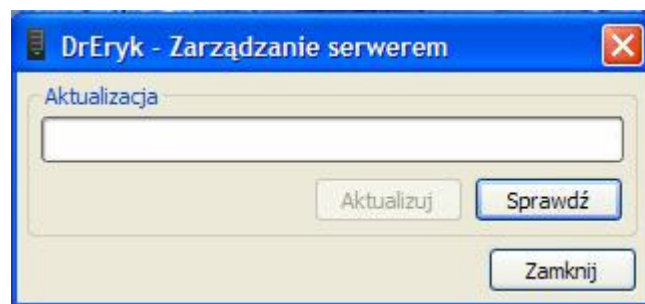 DrEryk - Zarządzanie serwerem
Aktualizacja
Aktualizuj Sprawdź
Zamknij